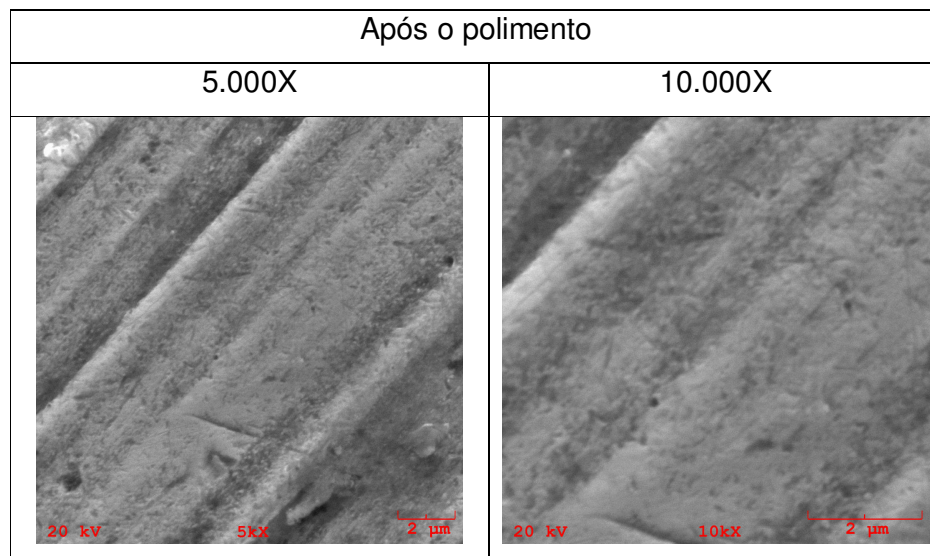 Após o polimento
5.000X 10.000X
20 kV 5kX 2 μm
20 kV 10kX 2 μm